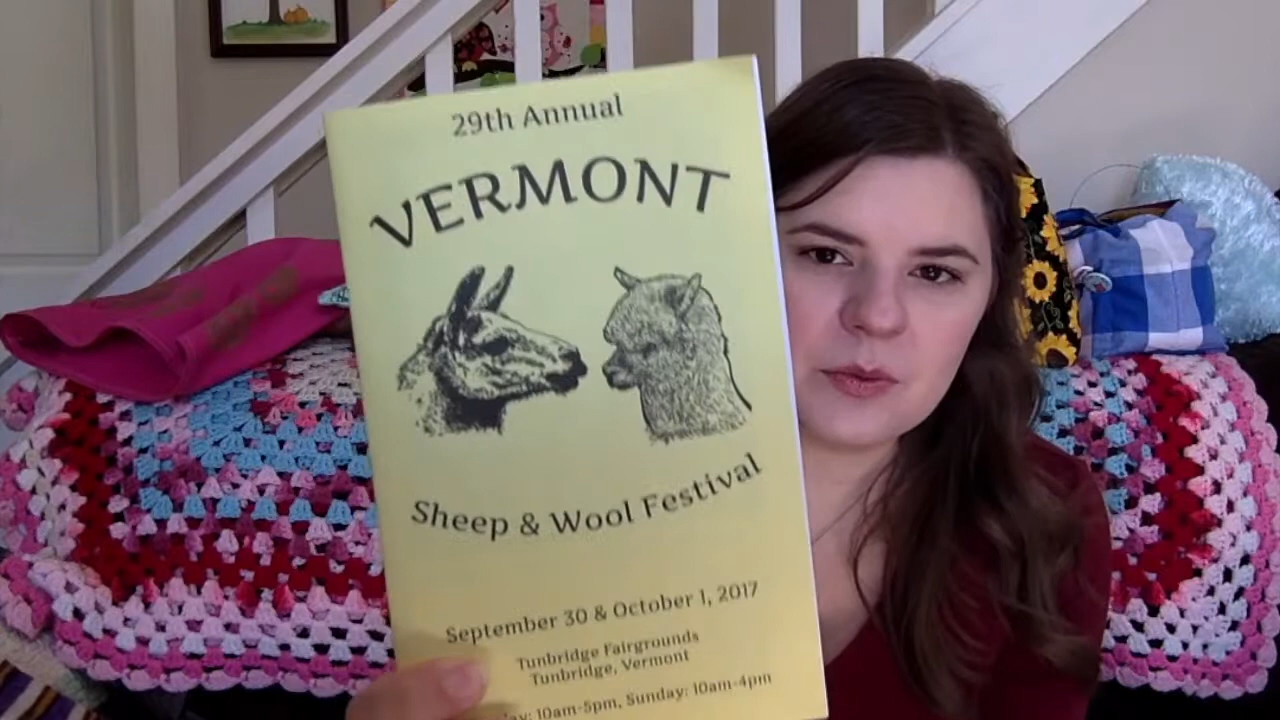 29th Annual
VERMONT
Sheep & Wool Festival
September 30 & October 1, 2017
Tunbridge Fairgrounds
Tunbridge, Vermont
10am-5pm, Sunday: 10am-4pm